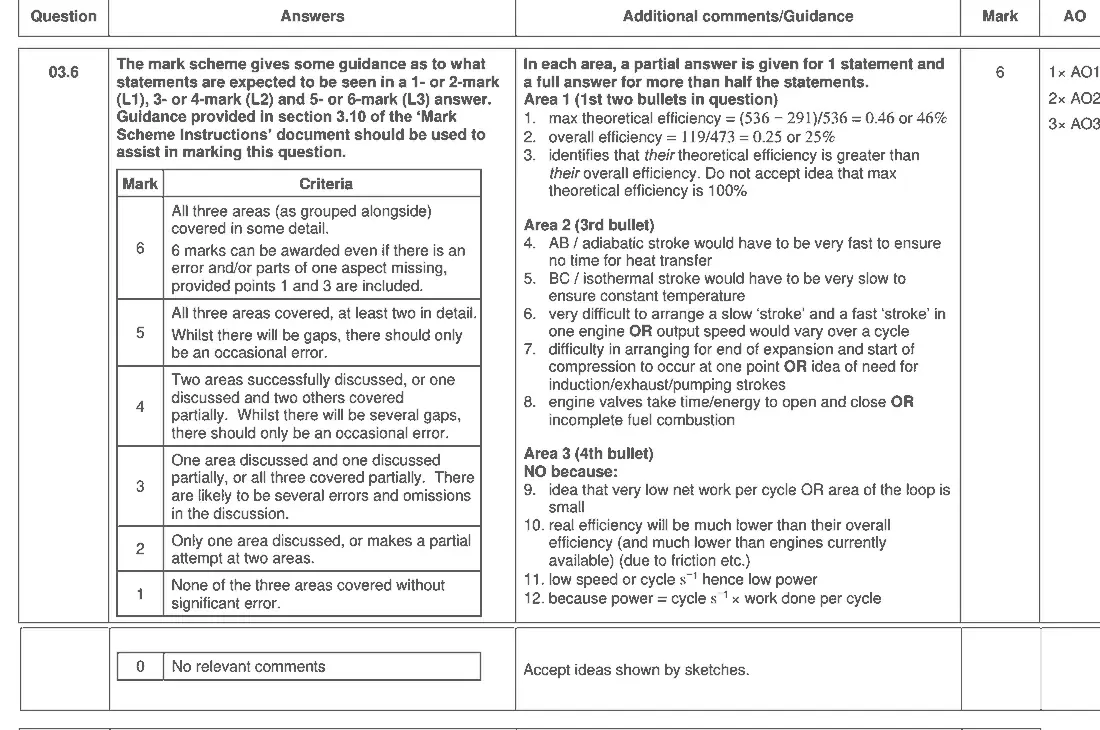 Question Answers Additional comments/Guidance Mark AO
03.6
The mark scheme gives some guidance as to what
statements are expected to be seen in a 1- or 2-mark
(L1), 3- or 4-mark (L2) and 5- or 6-mark (L3) answer.
Guidance provided in section 3.10 of the ‘Mark
Scheme Instructions’ document should be used to
assist in marking this question.
Mark Criteria
6
All three areas (as grouped alongside)
covered in some detail.
6 marks can be awarded even if there is an
error and/or parts of one aspect missing,
provided points 1 and 3 are included.
5
All three areas covered, at least two in detail.
Whilst there will be gaps, there should only
be an occasional error.
4
Two areas successfully discussed, or one
discussed and two others covered
partially. Whilst there will be several gaps,
there should only be an occasional error.
3
One area discussed and one discussed
partially, or all three covered partially. There
are likely to be several errors and omissions
in the discussion.
2
Only one area discussed, or makes a partial
attempt at two areas.
1
None of the three areas covered without
significant error.
In each area, a partial answer is given for 1 statement and
a full answer for more than half the statements.
Area 1 (1st two bullets in question)
1. max theoretical efficiency = (536 − 291)/536 = 0.46 or 46%
2. overall efficiency = 119/473 = 0.25 or 25%
3. identifies that their theoretical efficiency is greater than
their overall efficiency. Do not accept idea that max
theoretical efficiency is 100%
Area 2 (3rd bullet)
4. AB / adiabatic stroke would have to be very fast to ensure
no time for heat transfer
5. BC / isothermal stroke would have to be very slow to
ensure constant temperature
6. very difficult to arrange a slow ‘stroke’ and a fast ‘stroke’ in
one engine OR output speed would vary over a cycle
7. difficulty in arranging for end of expansion and start of
compression to occur at one point OR idea of need for
induction/exhaust/pumping strokes
8. engine valves take time/energy to open and close OR
incomplete fuel combustion
Area 3 (4th bullet)
NO because:
9. idea that very low net work per cycle OR area of the loop is
small
10. real efficiency will be much lower than their overall
efficiency (and much lower than engines currently
available) (due to friction etc.)
11. low speed or cycle s⁻¹ hence low power
12. because power = cycle s⁻¹ × work done per cycle
6
1× AO1
2× AO2
3× AO3
0 No relevant comments
Accept ideas shown by sketches.